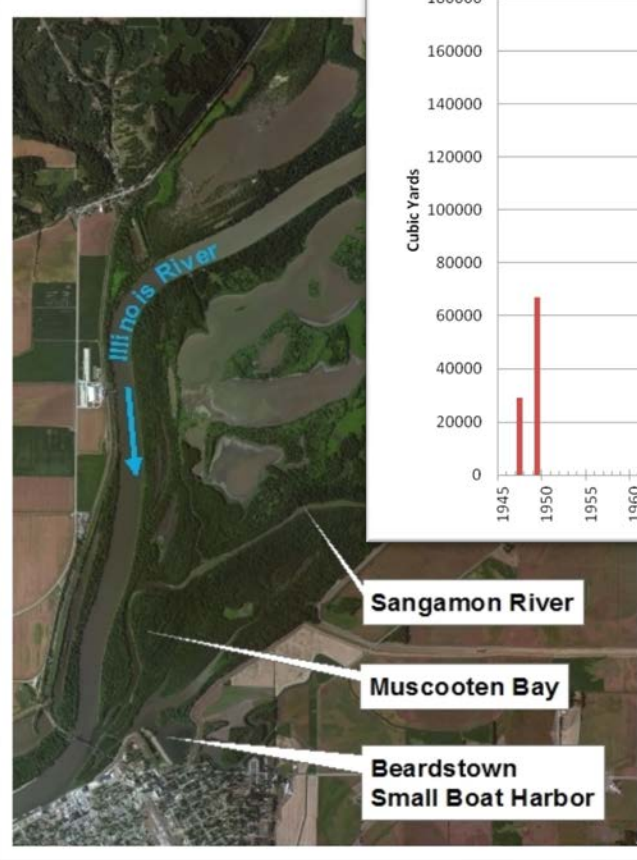 180000
160000
140000
120000
100000
80000
60000
40000
20000
0
Cubic Yards
1945
1950
1955
1960
Illinois River
Sangamon River
Muscooten Bay
Beardstown
Small Boat Harbor